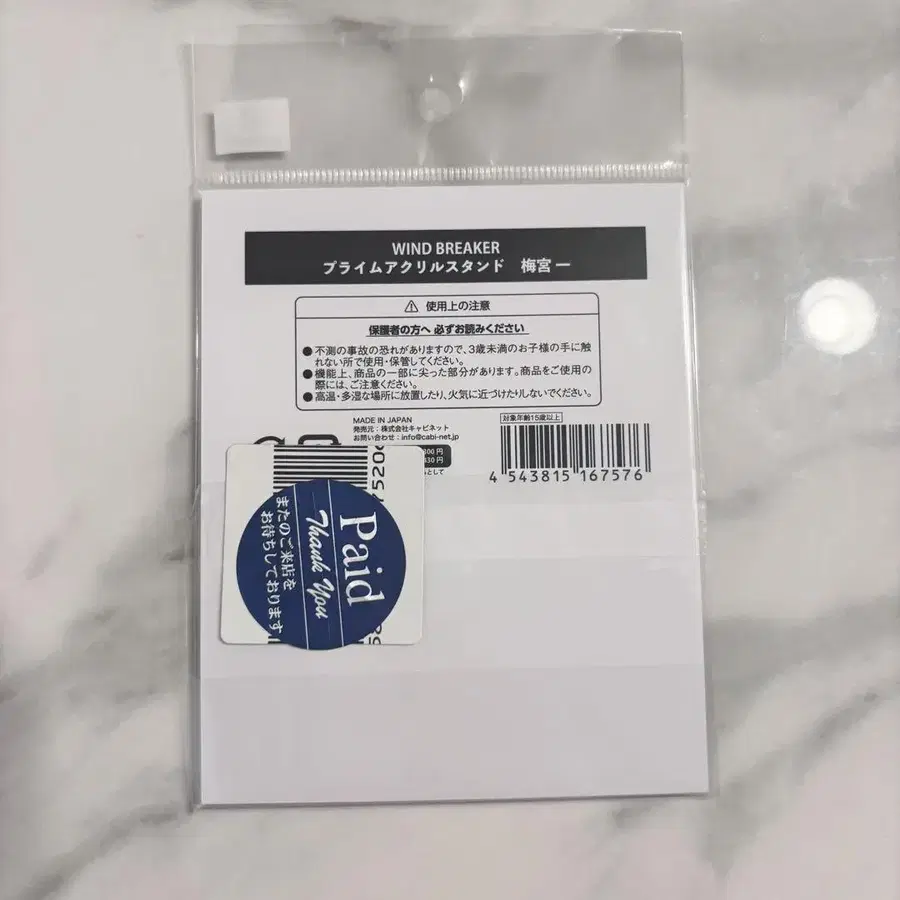 WIND BREAKER
プライムアクリルスタンド 梅宮一
⚠ 使用上の注意
保護者の方へ 必ずお読みください
●不測の事故の恐れがありますので、3歳未満のお子様の手に触
れない所で使用・保管してください。
●機能上、商品の一部に尖った部分があります。商品をご使用の
際には、ご注意ください。
●高温・多湿な場所に放置したり、火気に近づけたりしないでください。
MADE IN JAPAN
発売元：株式会社キャビネット
お問い合わせ：info@cabi-net.jp
対象年齢15歳以上
4 543815 167576
Paid
Thank You
またのご来店を
お待ちしております